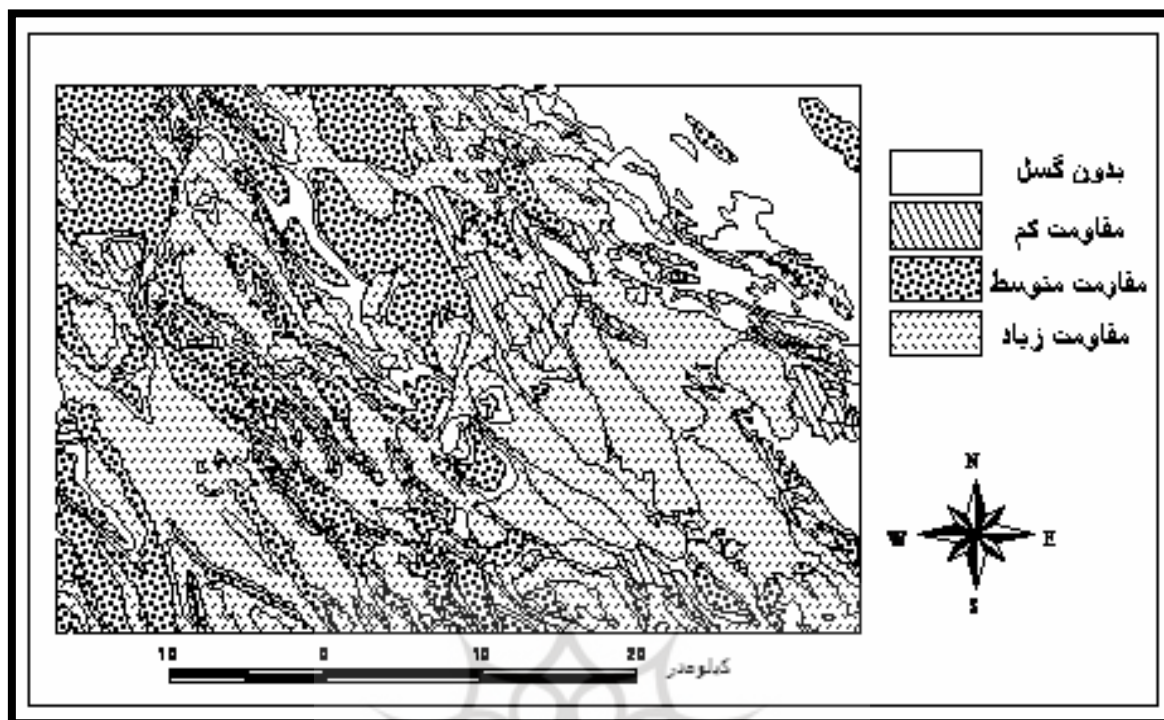 بدون گسل
مقاومت کم
مقاومت متوسط
مقاومت زیاد
N
W E
S
10 0 10 20
کیلومتر